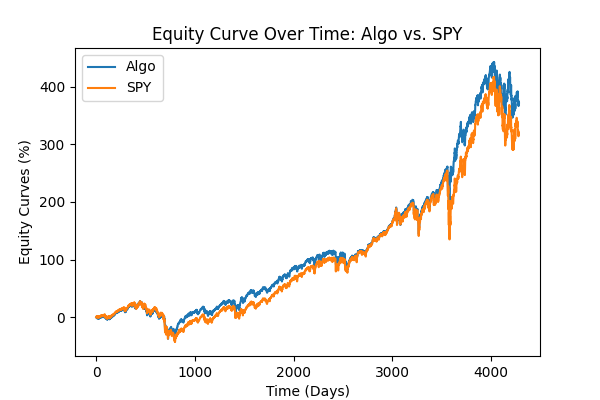 Equity Curve Over Time: Algo vs. SPY
Algo
SPY
Equity Curves (%)
400
300
200
100
0
0 1000 2000 3000 4000
Time (Days)